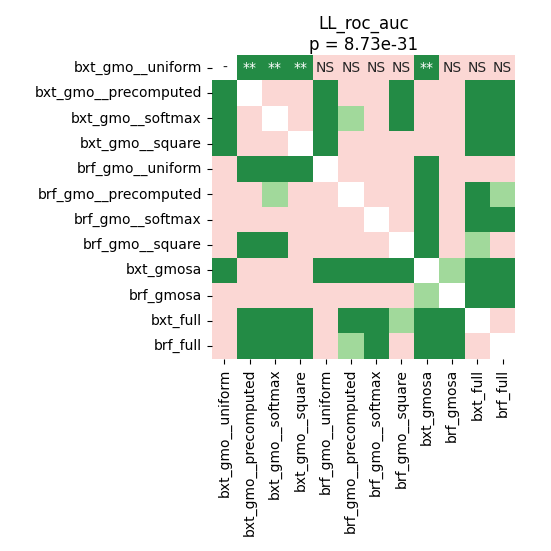 LL_roc_auc
p = 8.73e-31
bxt_gmo__uniform - ** ** ** NS NS NS NS ** NS NS NS
bxt_gmo__precomputed
bxt_gmo__softmax
bxt_gmo__square
brf_gmo__uniform
brf_gmo__precomputed
brf_gmo__softmax
brf_gmo__square
bxt_gmosa
brf_gmosa
bxt_full
brf_full
bxt_gmo__uniform
bxt_gmo__precomputed
bxt_gmo__softmax
bxt_gmo__square
brf_gmo__uniform
brf_gmo__precomputed
brf_gmo__softmax
brf_gmo__square
bxt_gmosa
brf_gmosa
bxt_full
brf_full